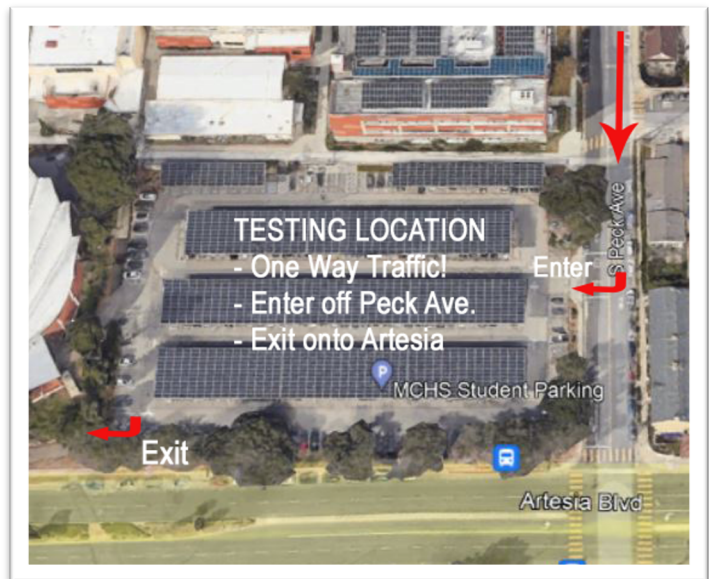 TESTING LOCATION
- One Way Traffic!
- Enter off Peck Ave.
- Exit onto Artesia
Enter
S Peck Ave
P
MCHS Student Parking
Exit
Artesia Blvd